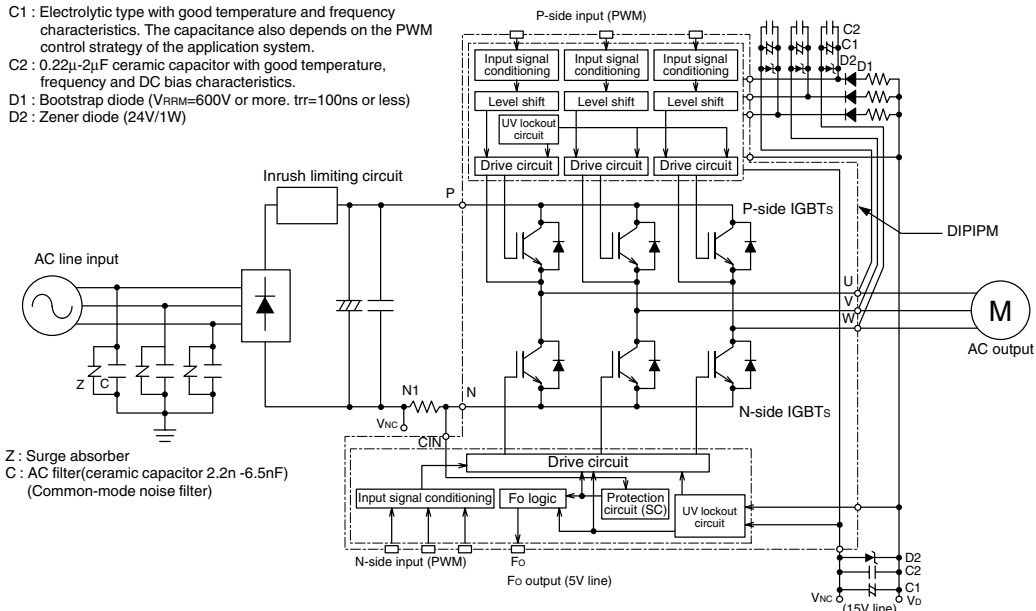 C1 : Electrolytic type with good temperature and frequency
characteristics. The capacitance also depends on the PWM
control strategy of the application system.
C2 : 0.22μ-2μF ceramic capacitor with good temperature,
frequency and DC bias characteristics.
D1 : Bootstrap diode (VRRM=600V or more. trr=100ns or less)
D2 : Zener diode (24V/1W)
P-side input (PWM)
C2
C1
D2
D1
Input signal conditioning
Input signal conditioning
Input signal conditioning
Level shift
Level shift
Level shift
UV lockout circuit
Drive circuit
Drive circuit
Drive circuit
Inrush limiting circuit
P
P-side IGBTs
DIPIPM
AC line input
U
V
W
M
AC output
Z
C
N1
N
VNC
CIN
N-side IGBTs
Z : Surge absorber
C : AC filter(ceramic capacitor 2.2n -6.5nF)
(Common-mode noise filter)
Drive circuit
Input signal conditioning
Fo logic
Protection circuit (SC)
UV lockout circuit
N-side input (PWM)
FO
FO output (5V line)
D2
C2
C1
VNC
(15V line)
VD